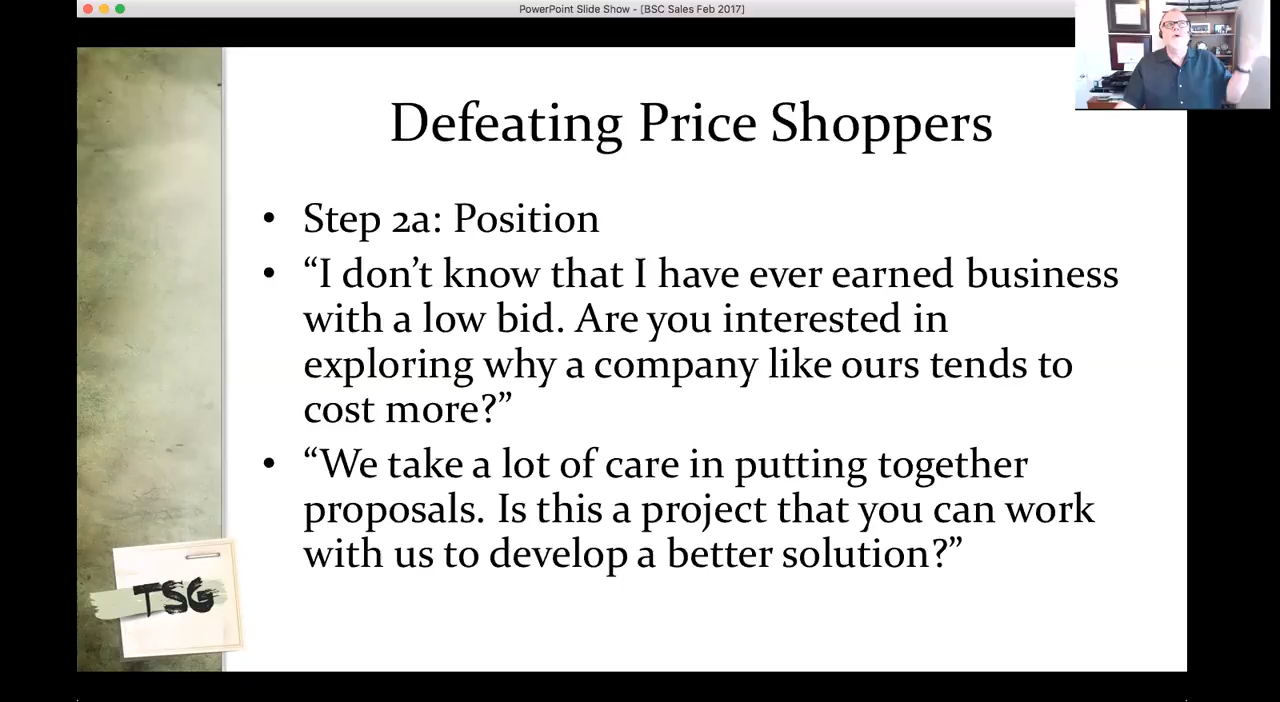 PowerPoint Slide Show - [BSC Sales Feb 2017]
Defeating Price Shoppers
• Step 2a: Position
• “I don’t know that I have ever earned business
with a low bid. Are you interested in
exploring why a company like ours tends to
cost more?”
• “We take a lot of care in putting together
proposals. Is this a project that you can work
with us to develop a better solution?”
TSG